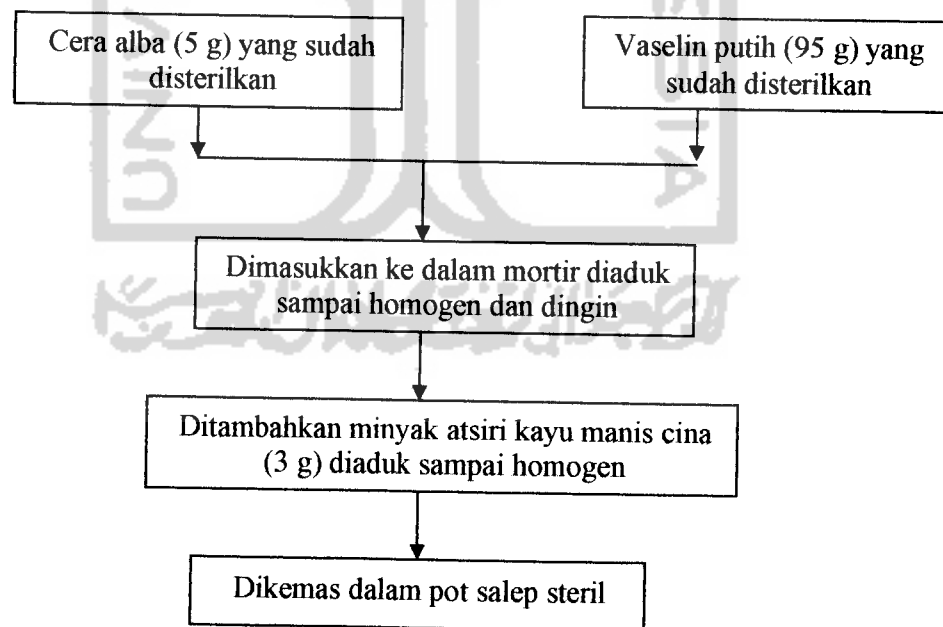 Cera alba (5 g) yang sudah
disterilkan
Vaselin putih (95 g) yang
sudah disterilkan
Dimasukkan ke dalam mortir diaduk
sampai homogen dan dingin
Ditambahkan minyak atsiri kayu manis cina
(3 g) diaduk sampai homogen
Dikemas dalam pot salep steril